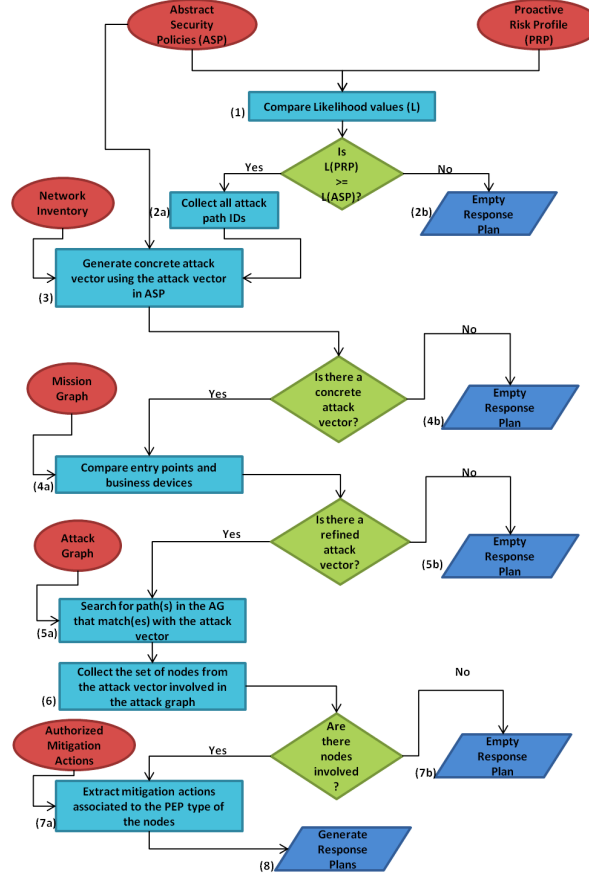 Abstract
Security
Policies (ASP)
Proactive
Risk Profile
(PRP)
(1)
Compare Likelihood values (L)
Is
L(PRP)
>=
L(ASP)?
Yes
No
(2a)
Collect all attack
path IDs
Empty
Response
Plan
(2b)
Network
Inventory
Generate concrete attack
vector using the attack vector
in ASP
(3)
Is there a
concrete
attack
vector?
Yes
No
Empty
Response
Plan
(4b)
Mission
Graph
Compare entry points and
business devices
(4a)
Is there a
refined
attack
vector?
Yes
No
Empty
Response
Plan
(5b)
Attack
Graph
Search for path(s) in the AG
that match(es) with the attack
vector
(5a)
Collect the set of nodes from
the attack vector involved in
the attack graph
(6)
Are
there
nodes
involved
?
Yes
No
Empty
Response
Plan
(7b)
Authorized
Mitigation
Actions
Extract mitigation actions
associated to the PEP type of
the nodes
(7a)
Generate
Response
Plans
(8)